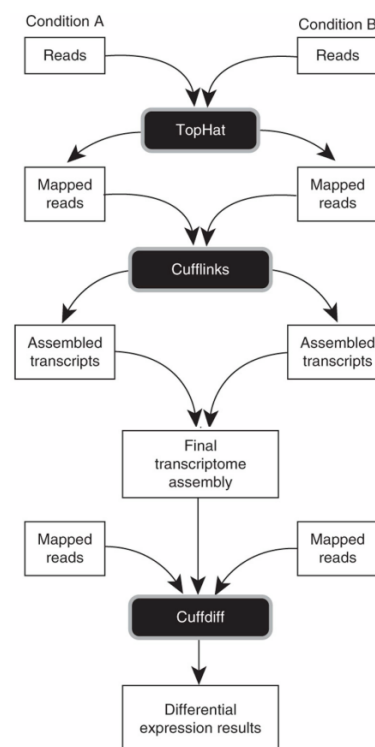 Condition A
Condition B
Reads
Reads
TopHat
Mapped
reads
Mapped
reads
Cufflinks
Assembled
transcripts
Assembled
transcripts
Final
transcriptome
assembly
Mapped
reads
Mapped
reads
Cuffdiff
Differential
expression results